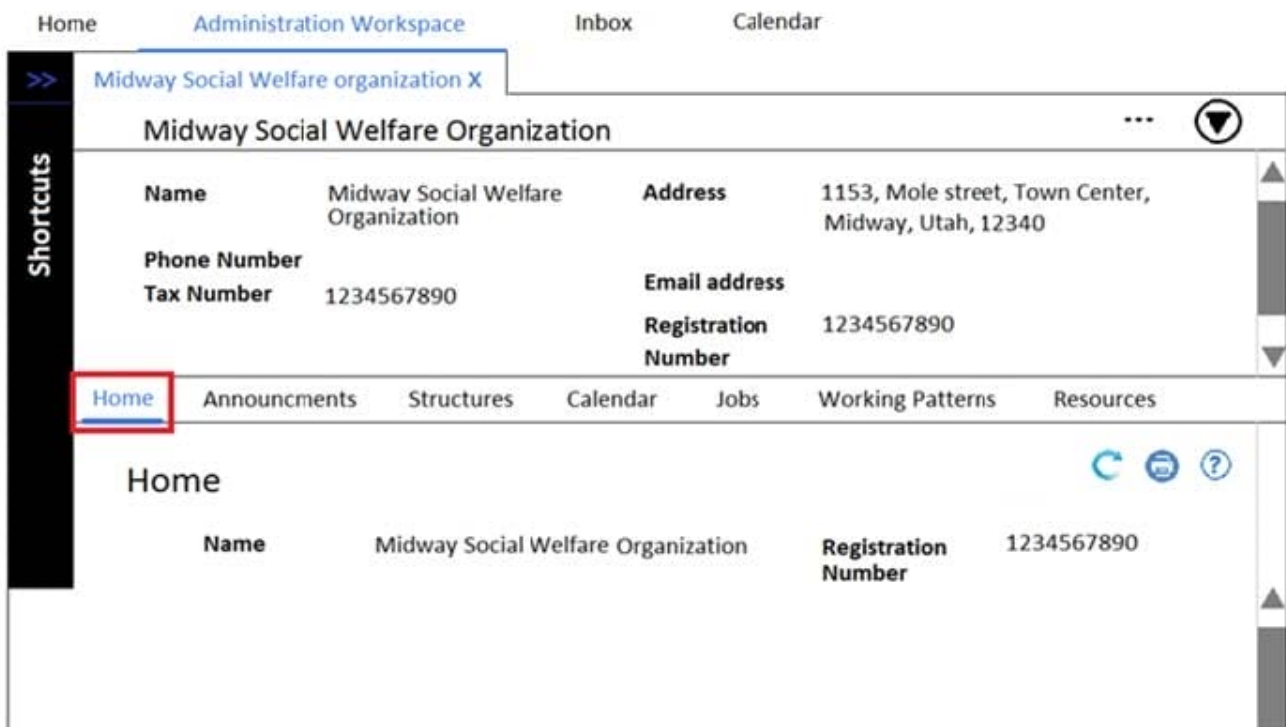 Home Administration Workspace Inbox Calendar
>> Midway Social Welfare organization X
Midway Social Welfare Organization ...
Shortcuts
Name Midway Social Welfare Address 1153, Mole street, Town Center,
Organization Midway, Utah, 12340
Phone Number
Email address
Tax Number 1234567890
Registration 1234567890
Number
Home Announcments Structures Calendar Jobs Working Patterns Resources
Home ?
Name Midway Social Welfare Organization Registration 1234567890
Number